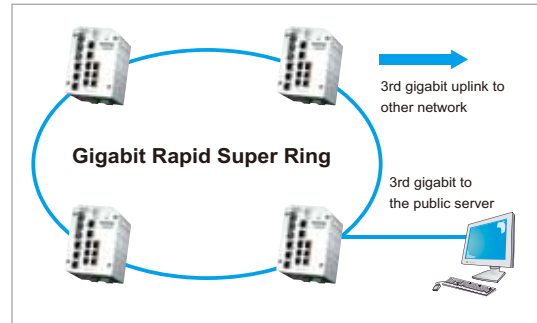 3rd gigabit uplink to
other network
Gigabit Rapid Super Ring
3rd gigabit to
the public server